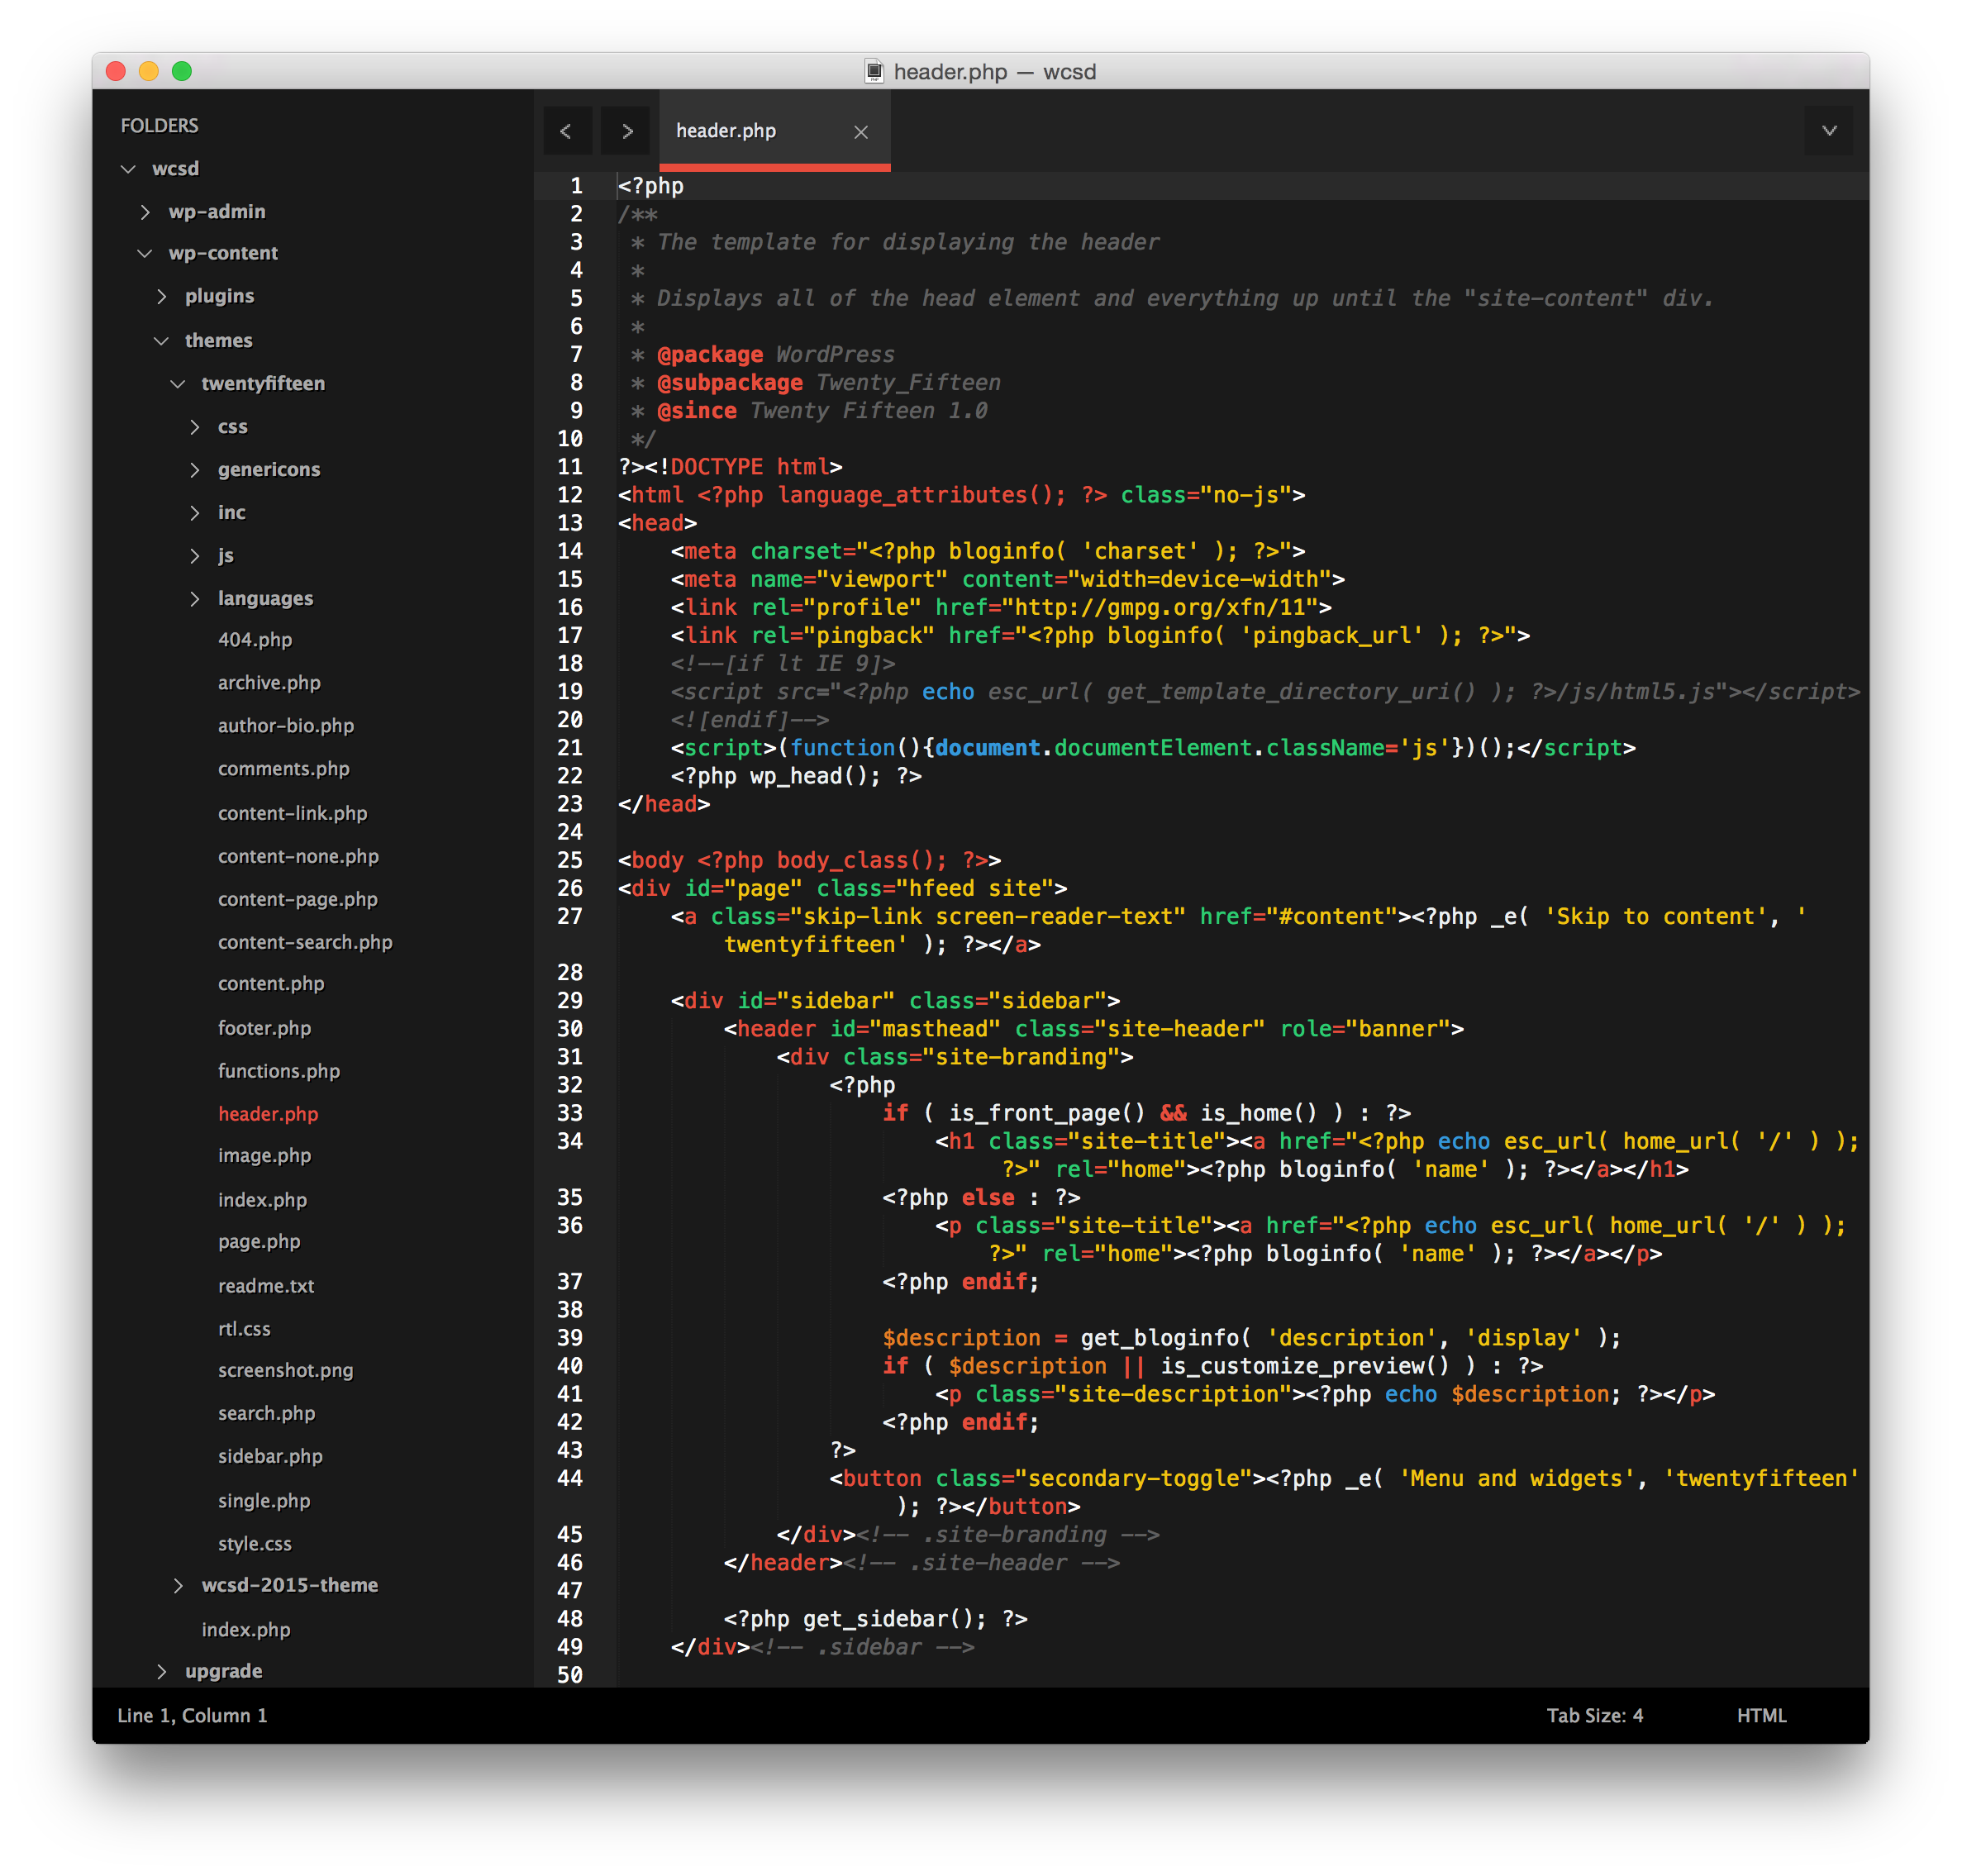 header.php — wcsd
FOLDERS
wcsd
wp-admin
wp-content
plugins
themes
twentyfifteen
css
genericons
inc
js
languages
404.php
archive.php
author-bio.php
comments.php
content-link.php
content-none.php
content-page.php
content-search.php
content.php
footer.php
functions.php
header.php
image.php
index.php
page.php
readme.txt
rtl.css
screenshot.png
search.php
sidebar.php
single.php
style.css
wcsd-2015-theme
index.php
upgrade
header.php
1 <?php
2 /**
3  * The template for displaying the header
4  *
5  * Displays all of the head element and everything up until the "site-content" div.
6  *
7  * @package WordPress
8  * @subpackage Twenty_Fifteen
9  * @since Twenty Fifteen 1.0
10  */
11 ?><!DOCTYPE html>
12 <html <?php language_attributes(); ?> class="no-js">
13 <head>
14     <meta charset="<?php bloginfo( 'charset' ); ?>">
15     <meta name="viewport" content="width=device-width">
16     <link rel="profile" href="http://gmpg.org/xfn/11">
17     <link rel="pingback" href="<?php bloginfo( 'pingback_url' ); ?>">
18     <!--[if lt IE 9]>
19     <script src="<?php echo esc_url( get_template_directory_uri() ); ?>/js/html5.js"></script>
20     <![endif]-->
21     <script>(function(){document.documentElement.className='js'})();</script>
22     <?php wp_head(); ?>
23 </head>
24
25 <body <?php body_class(); ?>>
26 <div id="page" class="hfeed site">
27     <a class="skip-link screen-reader-text" href="#content"><?php _e( 'Skip to content', '
        twentyfifteen' ); ?></a>
28
29     <div id="sidebar" class="sidebar">
30         <header id="masthead" class="site-header" role="banner">
31             <div class="site-branding">
32                 <?php
33                     if ( is_front_page() && is_home() ) : ?>
34                         <h1 class="site-title"><a href="<?php echo esc_url( home_url( '/' ) );
                             ?>" rel="home"><?php bloginfo( 'name' ); ?></a></h1>
35                     <?php else : ?>
36                         <p class="site-title"><a href="<?php echo esc_url( home_url( '/' ) );
                            ?>" rel="home"><?php bloginfo( 'name' ); ?></a></p>
37                     <?php endif;
38
39                     $description = get_bloginfo( 'description', 'display' );
40                     if ( $description || is_customize_preview() ) : ?>
41                         <p class="site-description"><?php echo $description; ?></p>
42                     <?php endif;
43                 ?>
44                 <button class="secondary-toggle"><?php _e( 'Menu and widgets', 'twentyfifteen'
                     ); ?></button>
45             </div><!-- .site-branding -->
46         </header><!-- .site-header -->
47
48         <?php get_sidebar(); ?>
49     </div><!-- .sidebar -->
50
Line 1, Column 1
Tab Size: 4
HTML